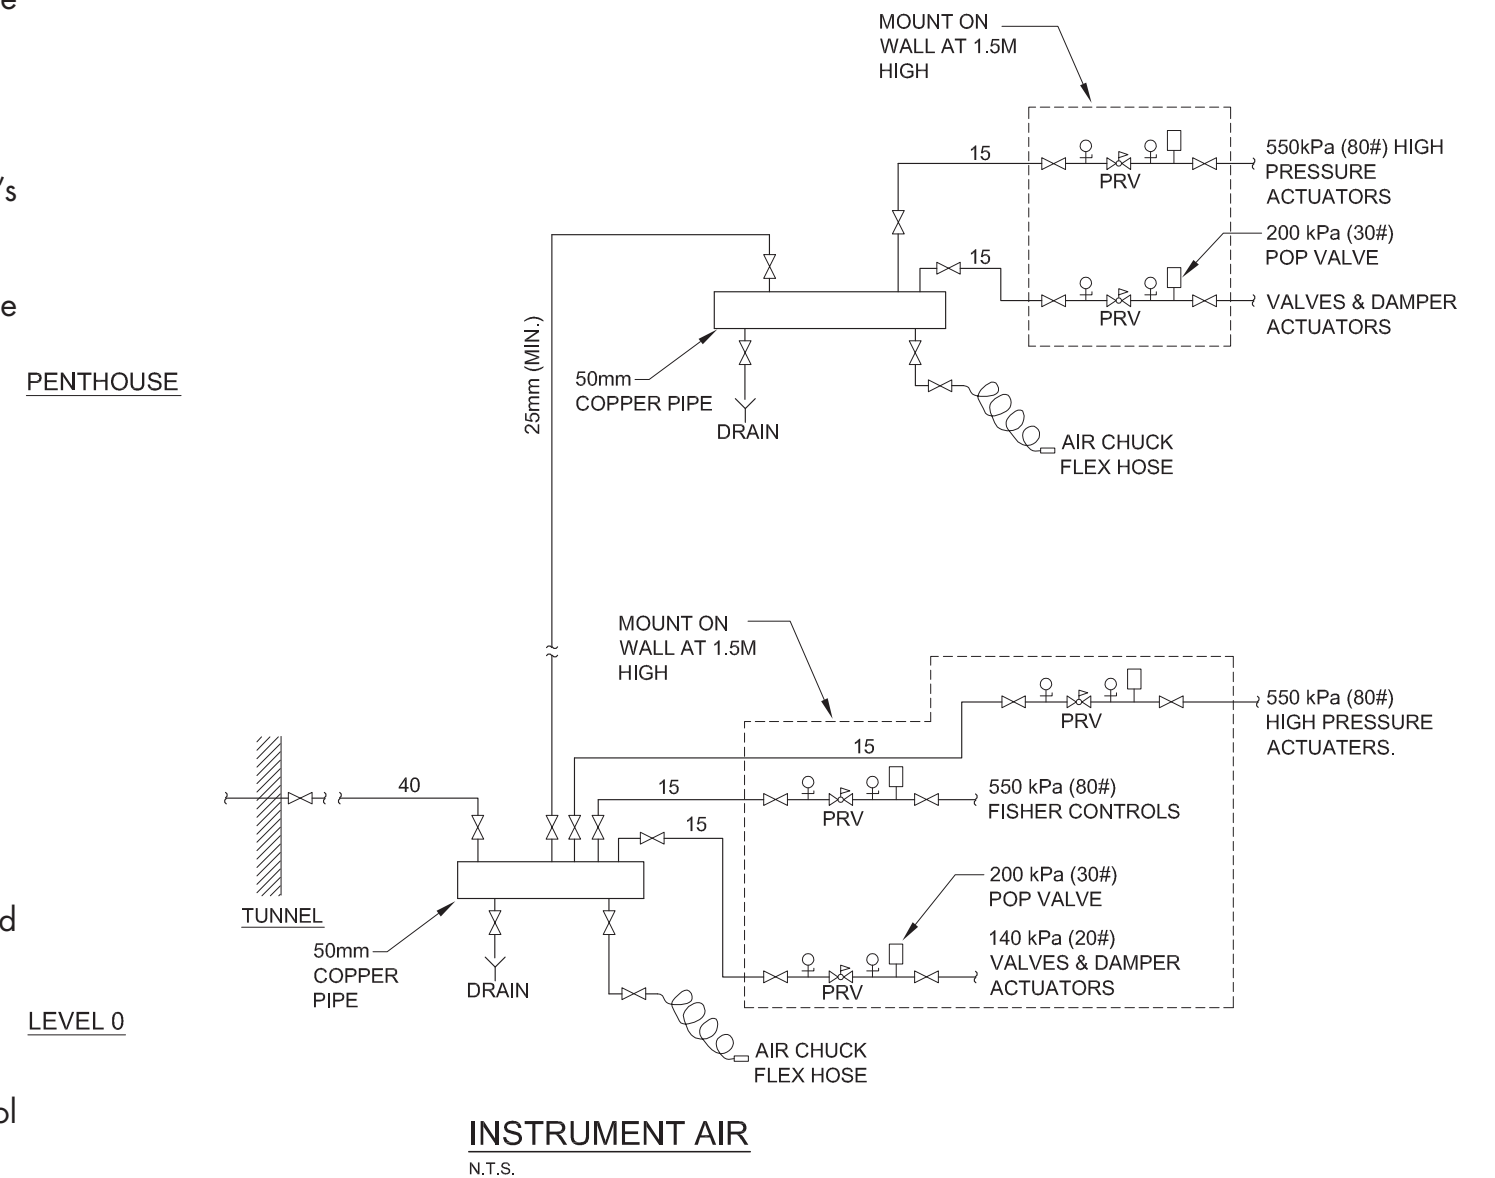 e
's
e
d
ol
MOUNT ON
WALL AT 1.5M
HIGH
15
PRV
550kPa (80#) HIGH
PRESSURE
ACTUATORS
200 kPa (30#)
POP VALVE
15
PRV
VALVES & DAMPER
ACTUATORS
25mm (MIN.)
50mm
COPPER PIPE
DRAIN
AIR CHUCK
FLEX HOSE
PENTHOUSE
MOUNT ON
WALL AT 1.5M
HIGH
PRV
550 kPa (80#)
HIGH PRESSURE
ACTUATERS.
15
40
15
PRV
550 kPa (80#)
FISHER CONTROLS
15
200 kPa (30#)
POP VALVE
TUNNEL
50mm
COPPER
PIPE
DRAIN
PRV
140 kPa (20#)
VALVES & DAMPER
ACTUATORS
LEVEL 0
AIR CHUCK
FLEX HOSE
INSTRUMENT AIR
N.T.S.